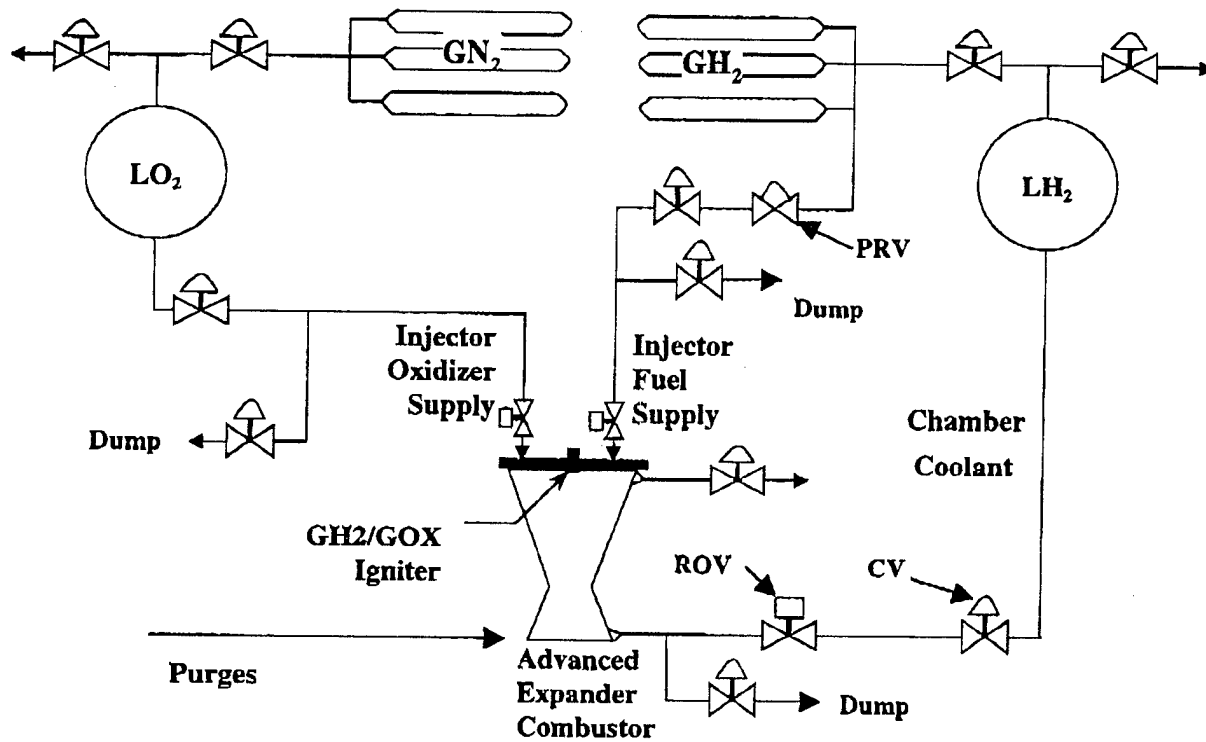 GN₂
GH₂
LO₂
LH₂
PRV
Dump
Injector
Oxidizer
Supply
Injector
Fuel
Supply
Dump
Chamber
Coolant
GH2/GOX
Igniter
ROV
CV
Purges
Advanced
Expander
Combustor
Dump